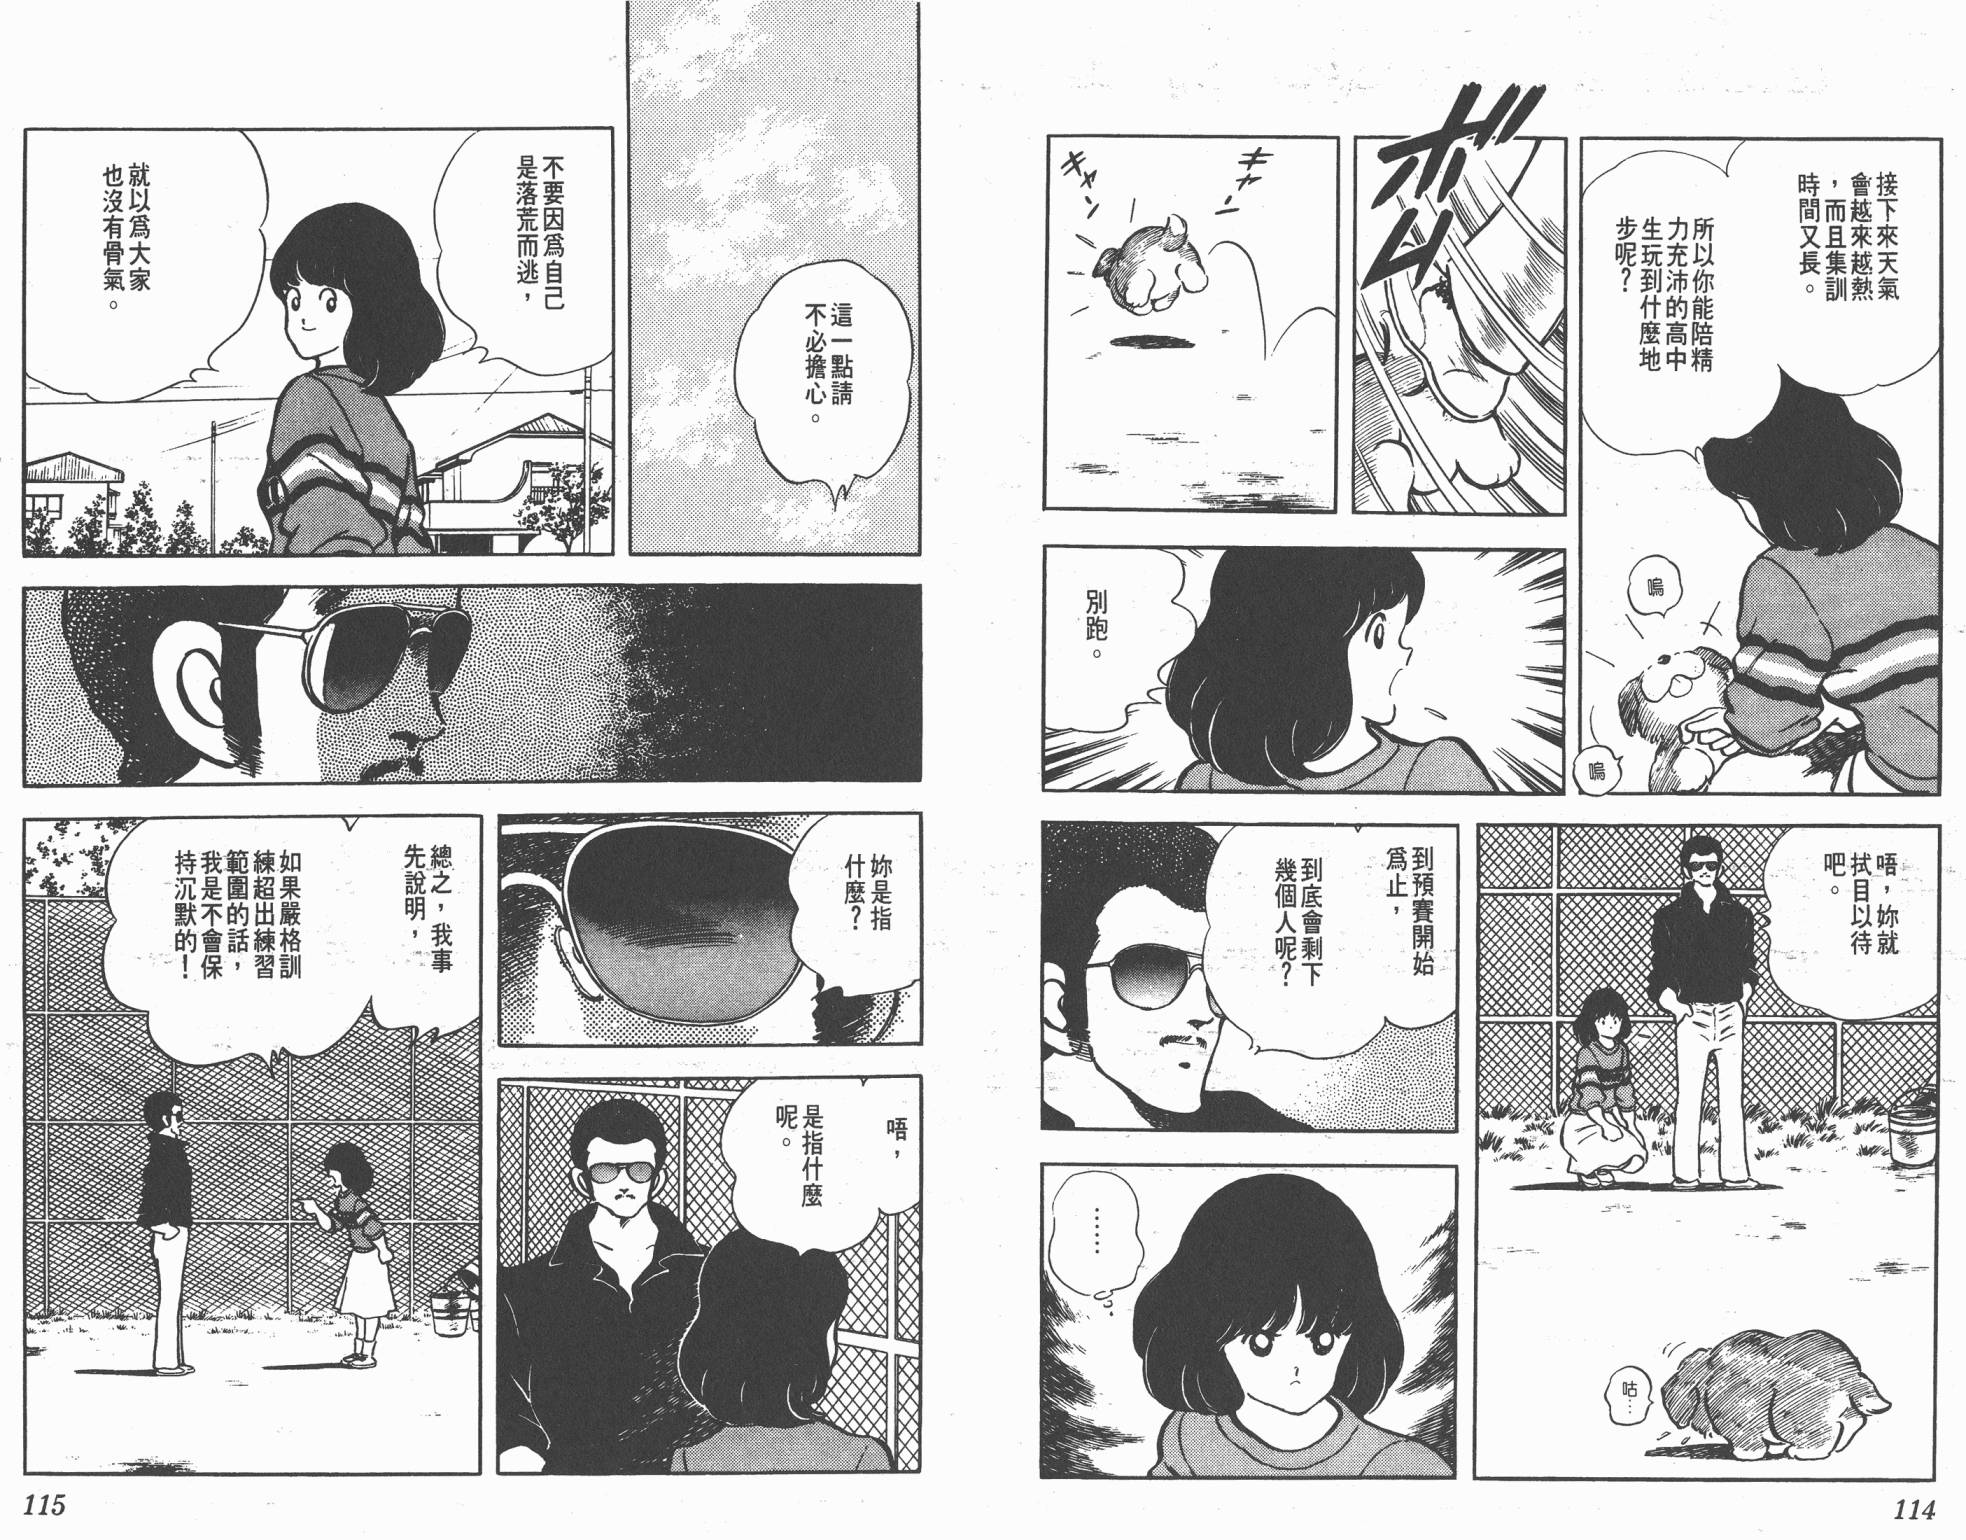 接下來天氣
會越來越熱
，而且集訓
時間又長。
所以你能陪精
力充沛的高中
生玩到什麼地
步呢？
嗚
嗚
ボムッ
キャン
キャン
別跑。
唔，妳就
拭目以待
吧。
咕…
到預賽開始
爲止，
到底會剩下
幾個人呢？
……
114
這一點請
不必擔心。
不要因爲自己
是落荒而逃，
就以爲大家
也沒有骨氣。
妳是指
什麼？
唔，
是指什麼
呢。
總之，我事
先說明，
如果嚴格訓
練超出練習
範圍的話，
我是不會保
持沉默的！
115